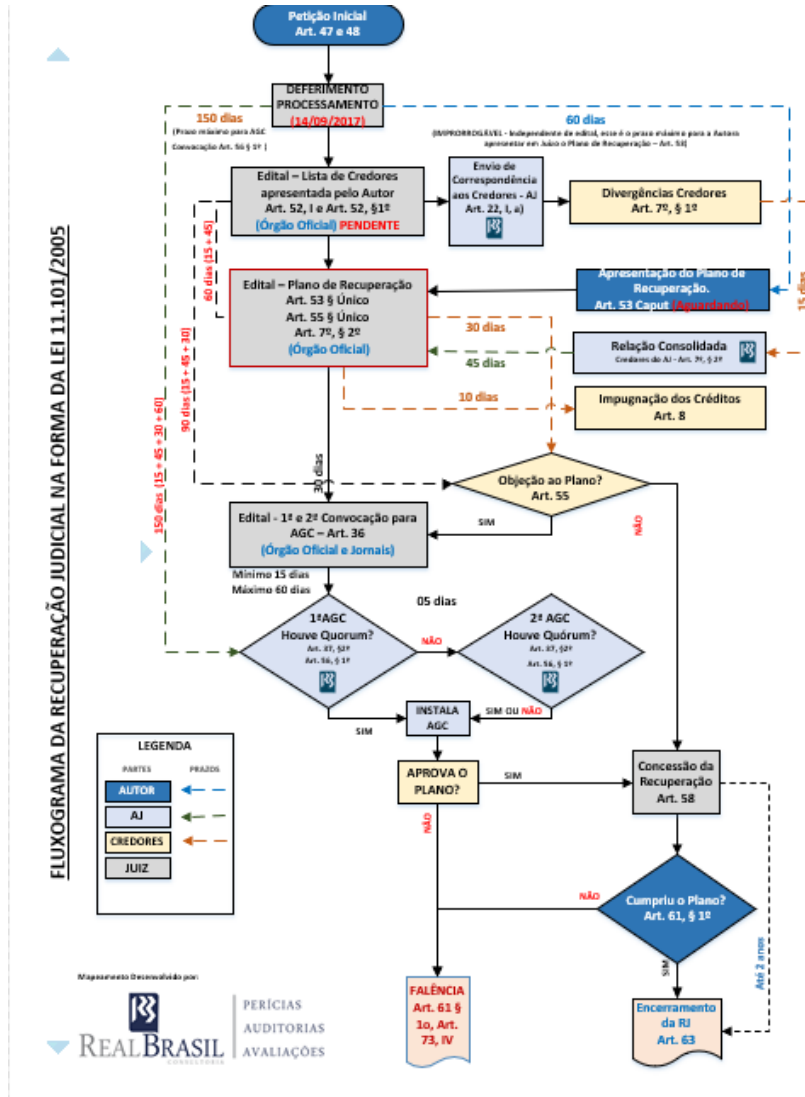 Petição Inicial
Art. 47 e 48
DEFERIMENTO
PROCESSAMENTO
(14/09/2017)
150 dias
(Prazo máximo para AGC
Convocação Art. 56 § 1º )
60 dias
(IMPRORROGÁVEL - Independente de edital, esse é o prazo máximo para a Autora
apresentar em Juízo o Plano de Recuperação – Art. 53)
Edital – Lista de Credores
apresentada pelo Autor
Art. 52, I e Art. 52, §1º
(Órgão Oficial) PENDENTE
Envio de
Correspondência
aos Credores - AJ
Art. 22, I, a)
Divergências Credores
Art. 7º, § 1º
60 dias (15 + 45)
Edital – Plano de Recuperação
Art. 53 § Único
Art. 55 § Único
Art. 7º, § 2º
(Órgão Oficial)
Apresentação do Plano de
Recuperação.
Art. 53 Caput (Aguardando)
15 dias
30 dias
45 dias
Relação Consolidada
Credores do AJ - Art. 7º, § 2º
10 dias
Impugnação dos Créditos
Art. 8
90 dias (15 + 45 + 30)
150 dias (15 + 45 + 30 + 60)
30 dias
Objeção ao Plano?
Art. 55
SIM
NÃO
Edital - 1ª e 2ª Convocação para
AGC – Art. 36
(Órgão Oficial e Jornais)
Mínimo 15 dias
Máximo 60 dias
05 dias
1ªAGC
Houve Quorum?
Art. 37, §2º
Art. 56, § 1º
NÃO
2ª AGC
Houve Quórum?
Art. 37, §2º
Art. 56, § 1º
SIM
INSTALA
AGC
SIM OU NÃO
APROVA O
PLANO?
SIM
NÃO
Concessão da
Recuperação
Art. 58
Cumpriu o Plano?
Art. 61, § 1º
NÃO
SIM
Até 2 anos
FALÊNCIA
Art. 61 §
1o, Art.
73, IV
Encerramento
da RJ
Art. 63
FLUXOGRAMA DA RECUPERAÇÃO JUDICIAL NA FORMA DA LEI 11.101/2005
LEGENDA
PARTES PRAZOS
AUTOR
AJ
CREDORES
JUIZ
Mapeamento Desenvolvido por:
REALBRASIL
CONSULTORIA
PERÍCIAS
AUDITORIAS
AVALIAÇÕES